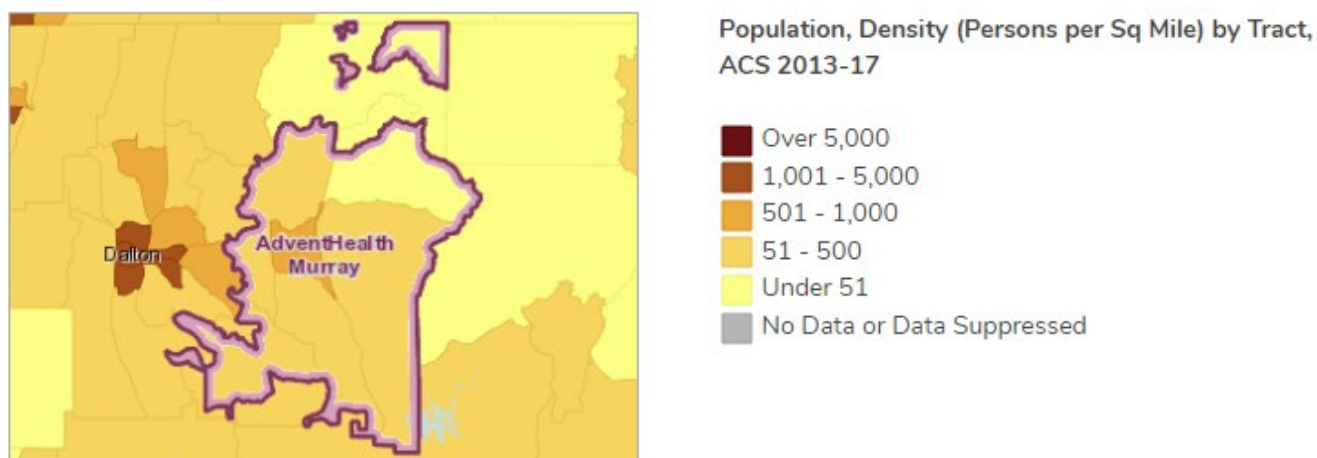 Population, Density (Persons per Sq Mile) by Tract,
ACS 2013-17
Over 5,000
1,001 - 5,000
501 - 1,000
51 - 500
Under 51
No Data or Data Suppressed
Dalton
AdventHealth
Murray